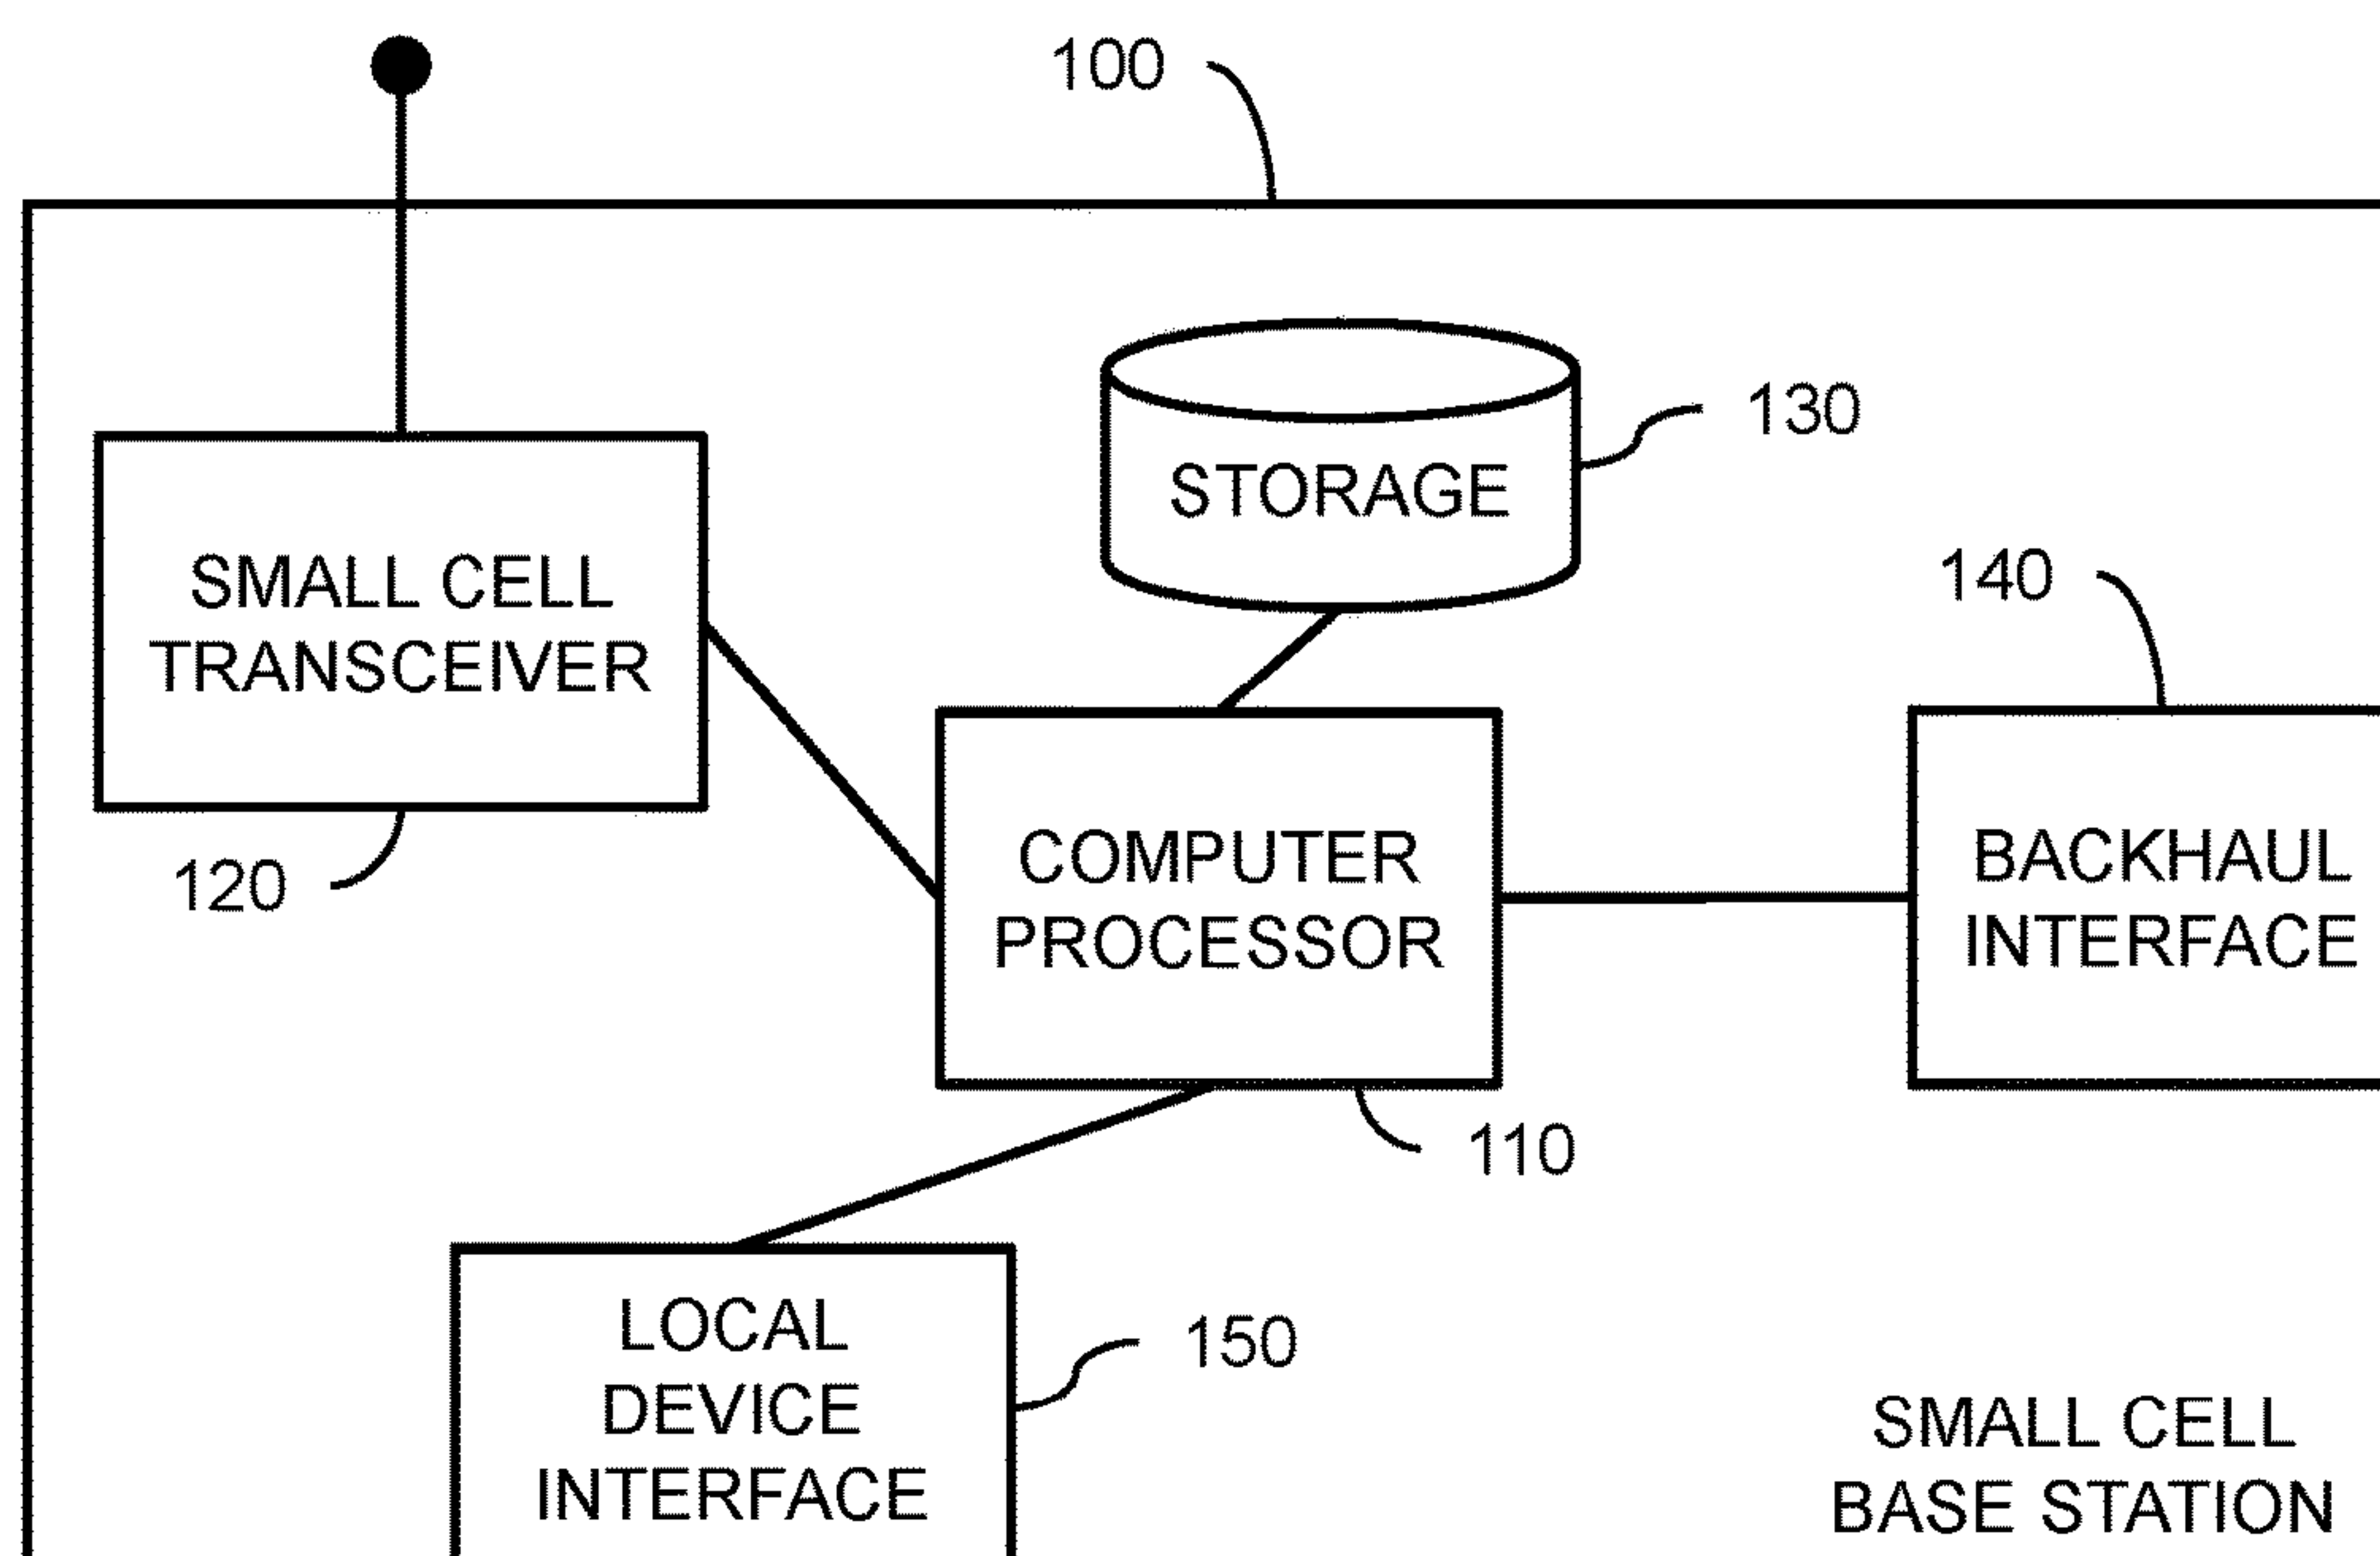 100
130
STORAGE
140
SMALL CELL
TRANSCEIVER
120
COMPUTER
PROCESSOR
BACKHAUL
INTERFACE
110
LOCAL
DEVICE
INTERFACE
150
SMALL CELL
BASE STATION